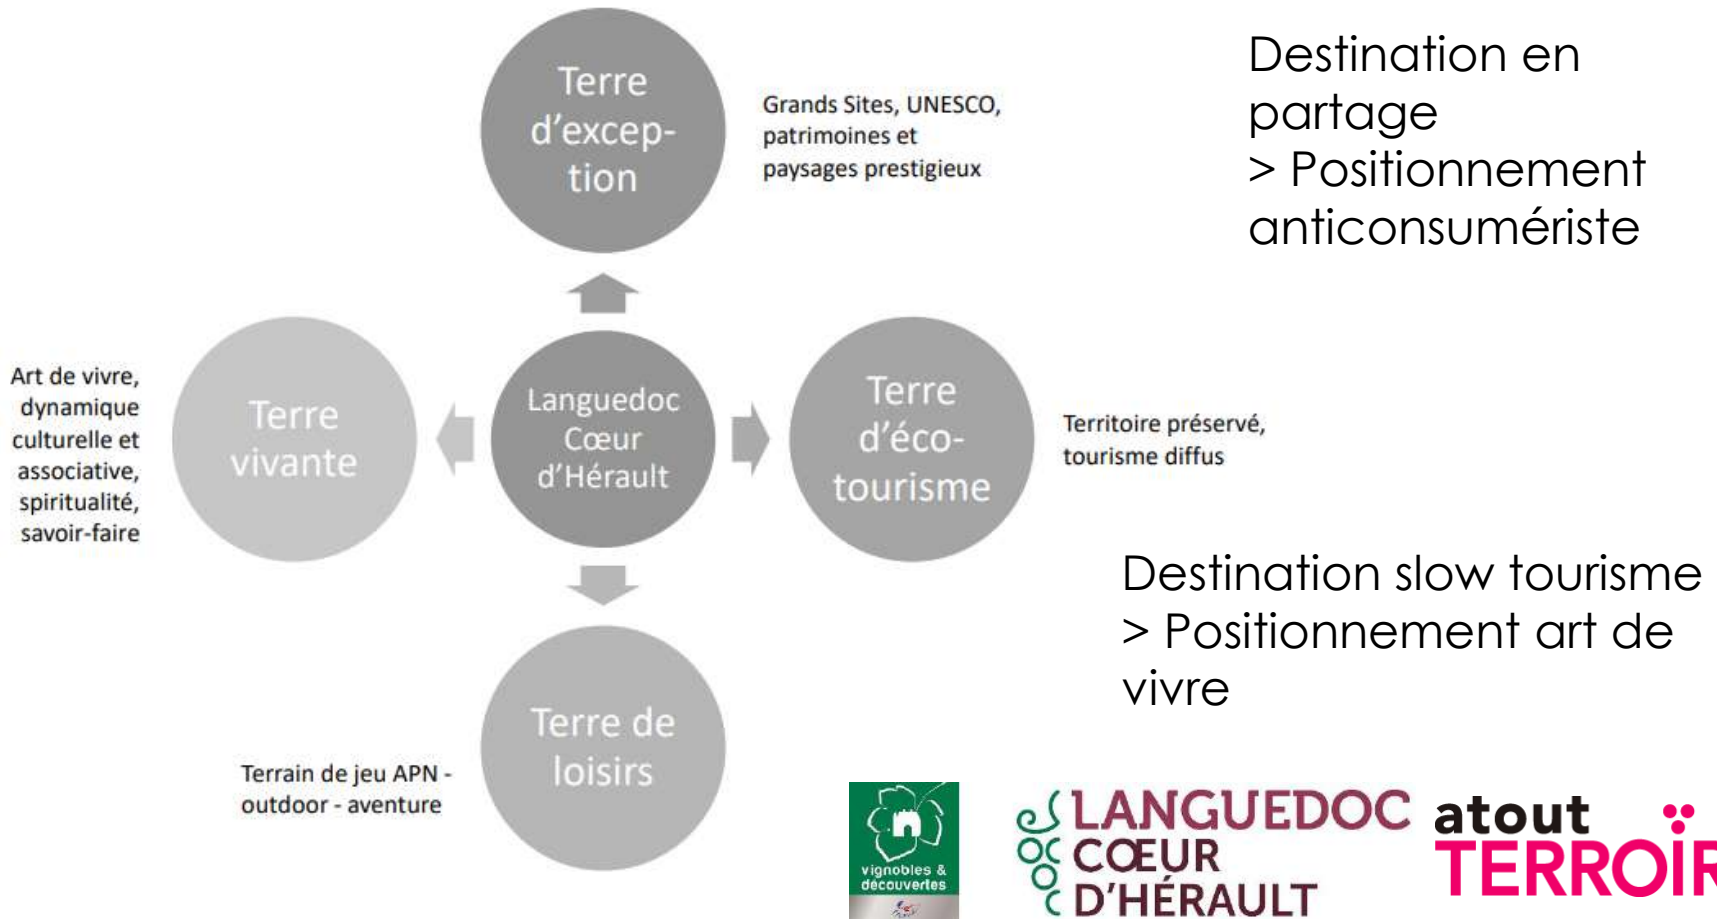 Terre
d'excep-
tion
Grands Sites, UNESCO,
patrimoines et
paysages prestigieux
Destination en
partage
> Positionnement
anticonsumériste
Art de vivre,
dynamique
culturelle et
associative,
spiritualité,
savoir-faire
Terre
vivante
Languedoc
Cœur
d'Hérault
Terre
d'éco-
tourisme
Territoire préservé,
tourisme diffus
Destination slow tourisme
> Positionnement art de
vivre
Terre de
loisirs
Terrain de jeu APN -
outdoor - aventure
vignobles &
découvertes
LANGUEDOC
CŒUR
D'HÉRAULT
atout
TERROIR